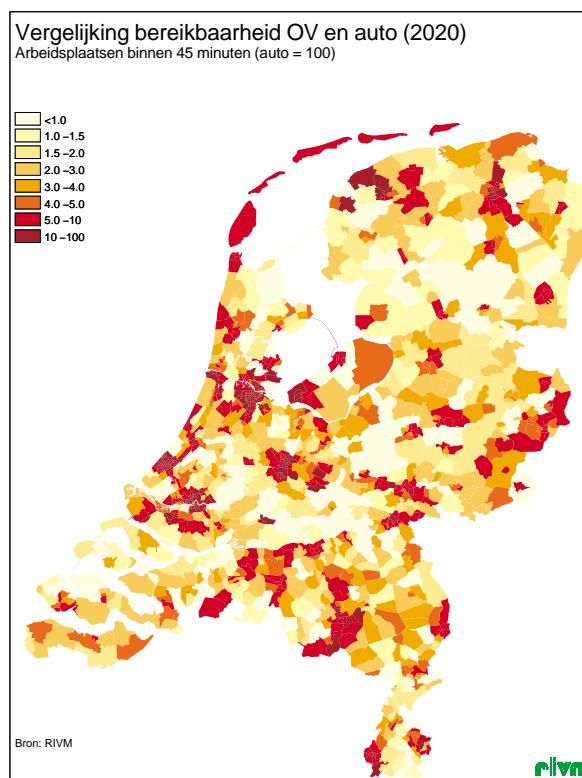 Vergelijking bereikbaarheid OV en auto (2020)
Arbeidsplaatsen binnen 45 minuten (auto = 100)
<1.0
1.0 –1.5
1.5 –2.0
2.0 –3.0
3.0 –4.0
4.0 –5.0
5.0 –10
10 –100
Bron: RIVM
rivm